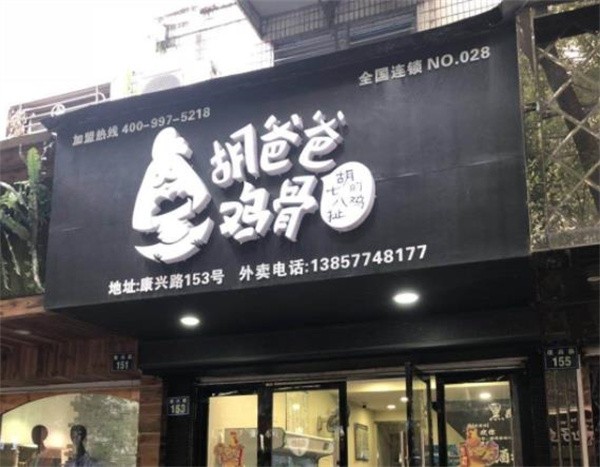 全国连锁 NO.028
加盟热线 400-997-5218
胡爸爸
鸡骨
胡的鸡
七八扯
地址:康兴路153号 外卖电话:13857748177
151
153
155